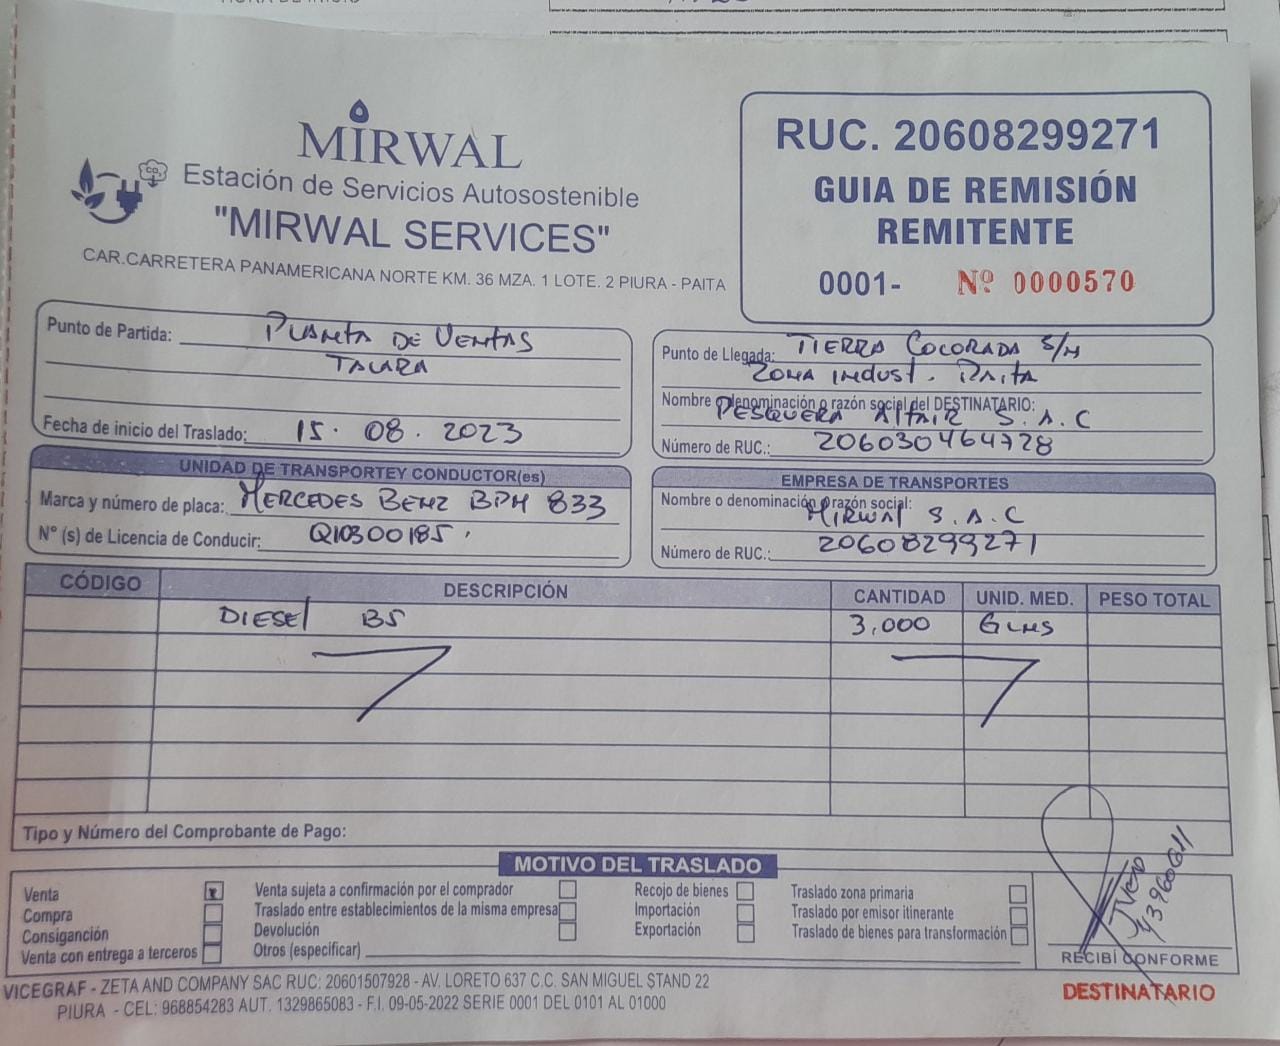 MIRWAL
Estación de Servicios Autosostenible
"MIRWAL SERVICES"
CAR.CARRETERA PANAMERICANA NORTE KM. 36 MZA. 1 LOTE. 2 PIURA - PAITA
CO2
RUC. 20608299271
GUIA DE REMISIÓN
REMITENTE
0001- Nº 0000570
Punto de Partida: PLANTA DE VENTAS
TALARA
Fecha de inicio del Traslado: 15. 08. 2023
Punto de Llegada: TIERRA COLORADA S/N
ZONA INDUST. PAITA
Nombre Denominación o razón social del DESTINATARIO:
PESQUERA ALTAIR S.A.C
Número de RUC.: 206030464728
UNIDAD DE TRANSPORTEY CONDUCTOR(es)
Marca y número de placa: MERCEDES BENZ BPH 833
Nº (s) de Licencia de Conducir: Q10300185
EMPRESA DE TRANSPORTES
Nombre o denominación o razón social:
MIRWAL S.A.C
Número de RUC.: 20608299271
CÓDIGO DESCRIPCIÓN CANTIDAD UNID. MED. PESO TOTAL
DIESEL B5 3,000 GLNS
Tipo y Número del Comprobante de Pago:
MOTIVO DEL TRASLADO
Venta x Venta sujeta a confirmación por el comprador Recojo de bienes Traslado zona primaria
Compra Traslado entre establecimientos de la misma empresa Importación Traslado por emisor itinerante
Consiganción Devolución Exportación Traslado de bienes para transformación
Venta con entrega a terceros Otros (especificar)
RECIBÍ CONFORME
DESTINATARIO
VICEGRAF - ZETA AND COMPANY SAC RUC: 20601507928 - AV. LORETO 637 C.C. SAN MIGUEL STAND 22
PIURA - CEL: 968854283 AUT. 1329865083 - F.I. 09-05-2022 SERIE 0001 DEL 0101 AL 01000